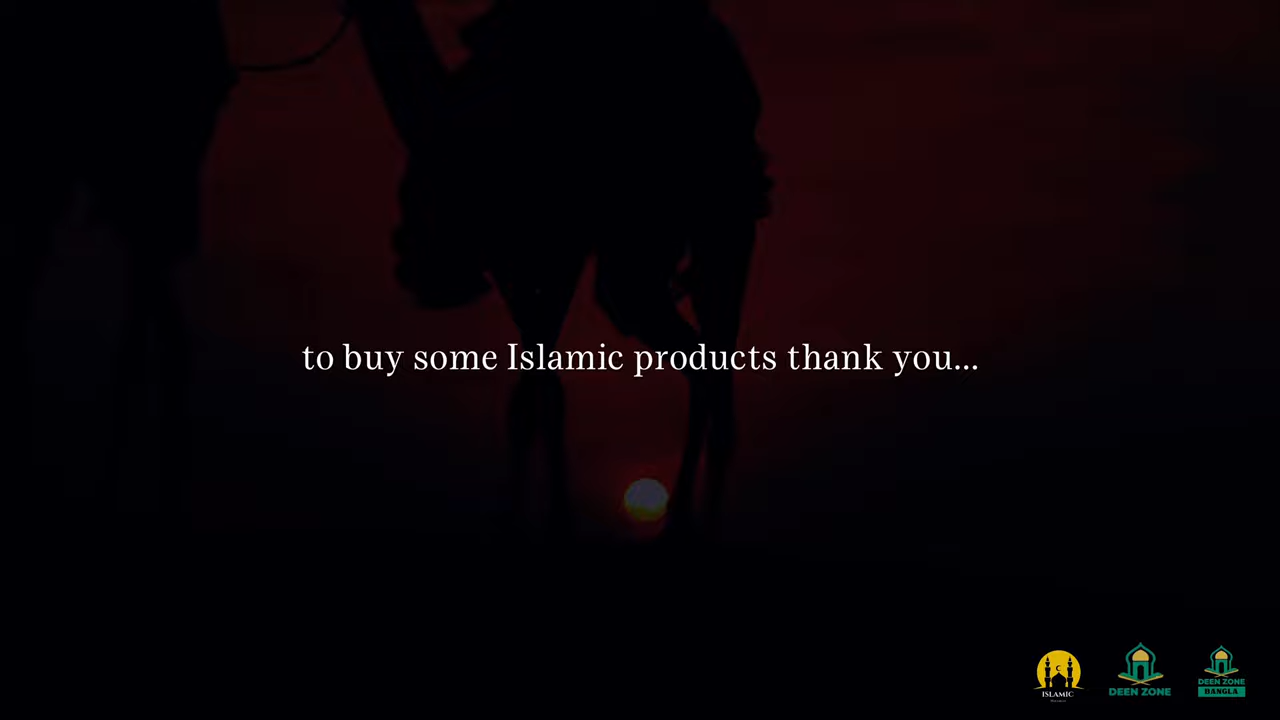 to buy some Islamic products thank you...
ISLAMIC
DEEN ZONE
DEEN ZONE
BANGLA